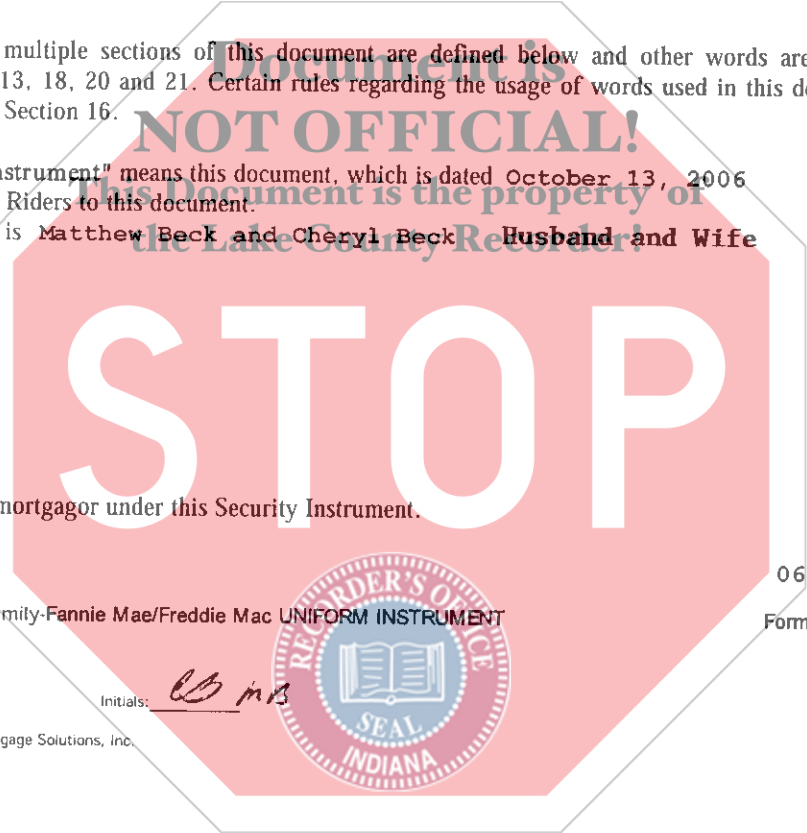 multiple sections of this document are defined below and other words are
Document is
13, 18, 20 and 21. Certain rules regarding the usage of words used in this d
Section 16.
NOT OFFICIAL!
strument" means this document, which is dated October 13, 2006
This Document is the property of
Riders to this document.
is Matthew Beck and Cheryl Beck Husband and Wife
the Lake County Recorder!
STOP
mortgagor under this Security Instrument.
06
mily-Fannie Mae/Freddie Mac UNIFORM INSTRUMENT
Form
RECORDER'S OFFICE
Initials: CB MB
SEAL
gage Solutions, Inc.
INDIANA